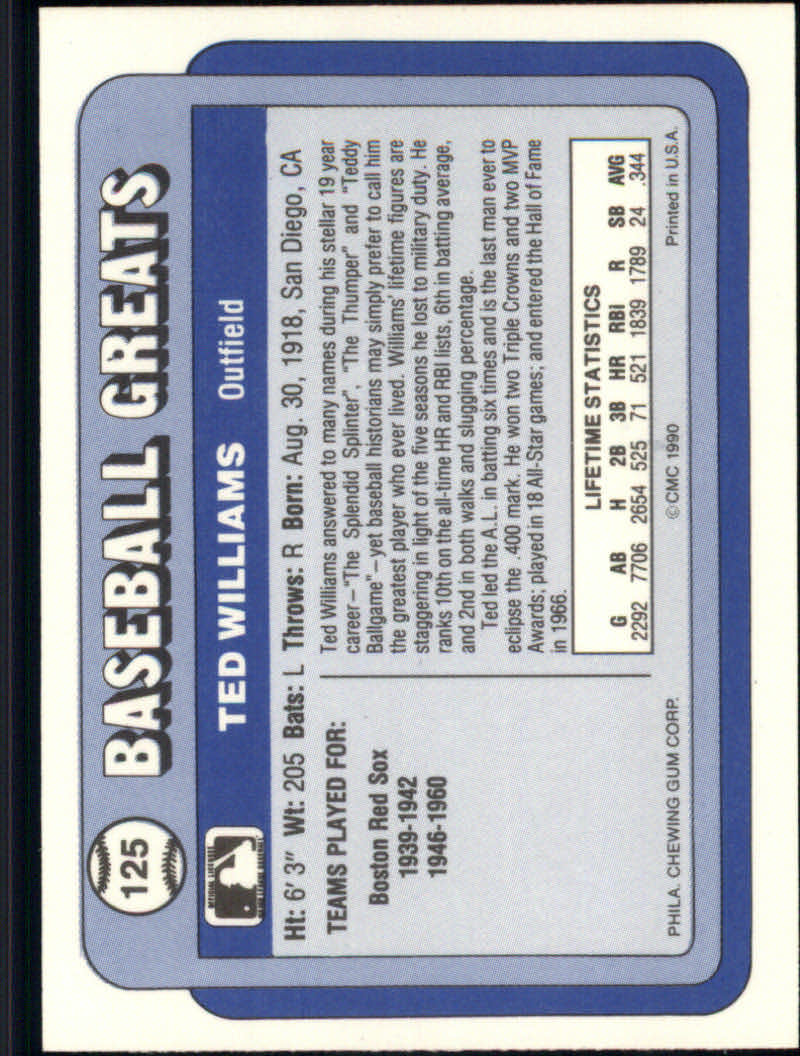 125
BASEBALL GREATS
TED WILLIAMS Outfield
Ht: 6' 3" Wt: 205 Bats: L Throws: R Born: Aug. 30, 1918, San Diego, CA
TEAMS PLAYED FOR:
Boston Red Sox
1939-1942
1946-1960
Ted Williams answered to many names during his stellar 19 year
career–"The Splendid Splinter", "The Thumper" and "Teddy
Ballgame"–yet baseball historians may simply prefer to call him
the greatest player who ever lived. Williams' lifetime figures are
staggering in light of the five seasons he lost to military duty. He
ranks 10th on the all-time HR and RBI lists, 6th in batting average,
and 2nd in both walks and slugging percentage.
Ted led the A.L. in batting six times and is the last man ever to
eclipse the .400 mark. He won two Triple Crowns and two MVP
Awards; played in 18 All-Star games; and entered the Hall of Fame
in 1966.
LIFETIME STATISTICS
G AB H 2B 3B HR RBI R SB AVG
2292 7706 2654 525 71 521 1839 1789 24 .344
PHILA. CHEWING GUM CORP. ©CMC 1990 Printed in U.S.A.